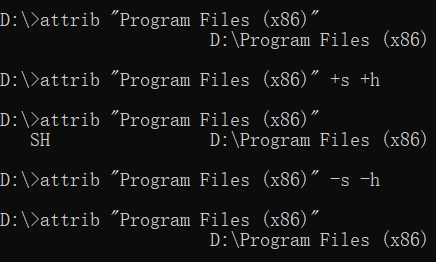 D:\>attrib "Program Files (x86)"
                     D:\Program Files (x86)
D:\>attrib "Program Files (x86)" +s +h
D:\>attrib "Program Files (x86)"
   SH                D:\Program Files (x86)
D:\>attrib "Program Files (x86)" -s -h
D:\>attrib "Program Files (x86)"
                     D:\Program Files (x86)